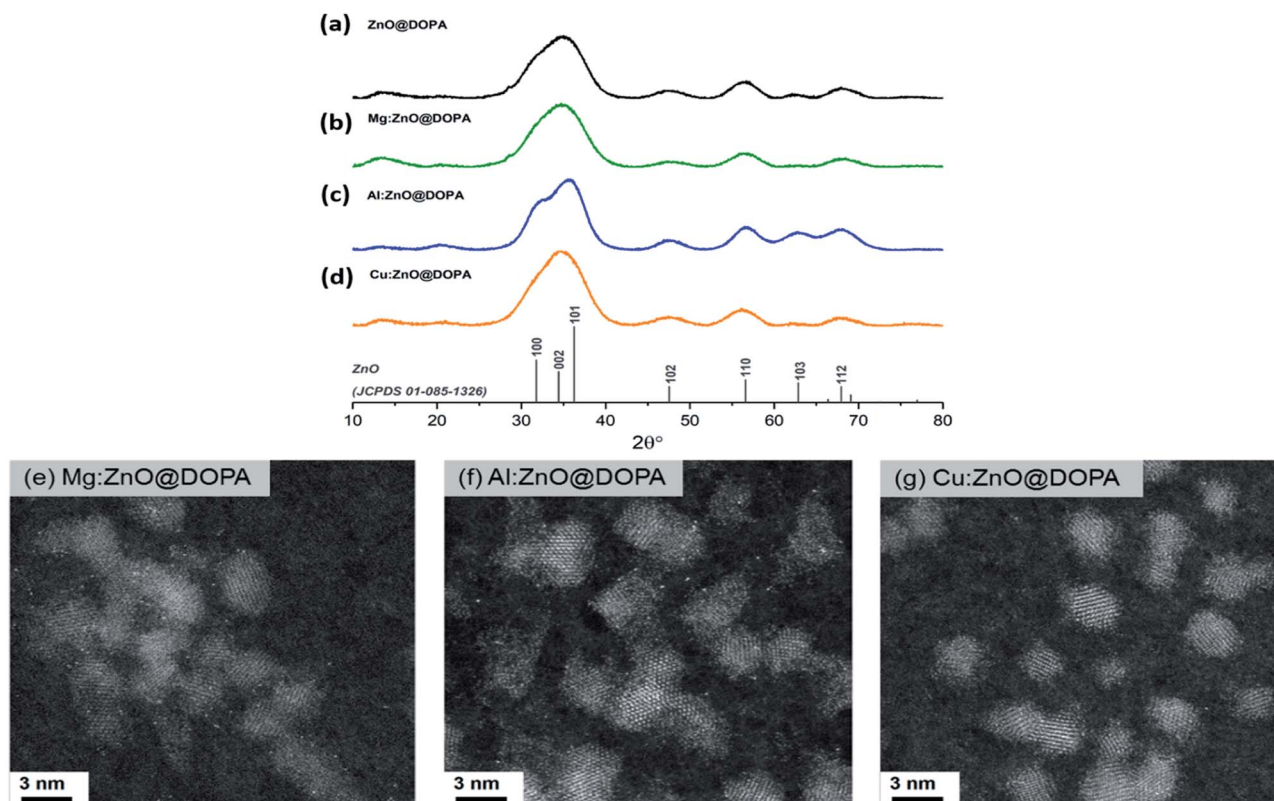 (a) ZnO@DOPA
(b) Mg:ZnO@DOPA
(c) Al:ZnO@DOPA
(d) Cu:ZnO@DOPA
100
002
101
102
110
103
112
ZnO
(JCPDS 01-085-1326)
10 20 30 40 50 60 70 80
2θ°
(e) Mg:ZnO@DOPA
3 nm
(f) Al:ZnO@DOPA
3 nm
(g) Cu:ZnO@DOPA
3 nm